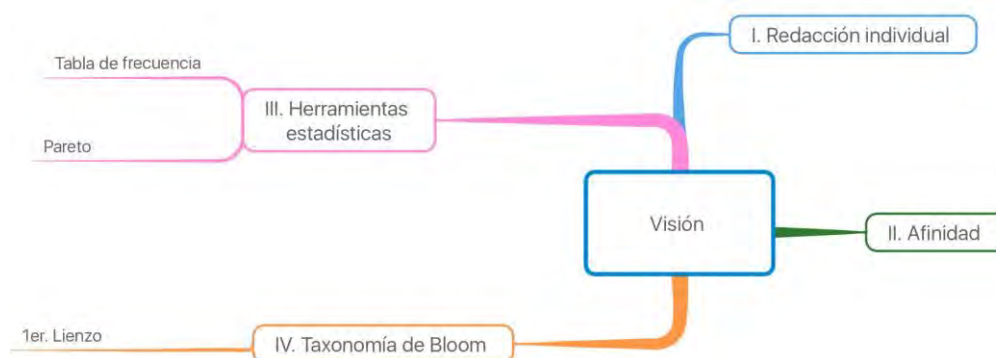 I. Redacción individual
Tabla de frecuencia
III. Herramientas
estadísticas
Pareto
Visión
II. Afinidad
1er. Lienzo
IV. Taxonomía de Bloom